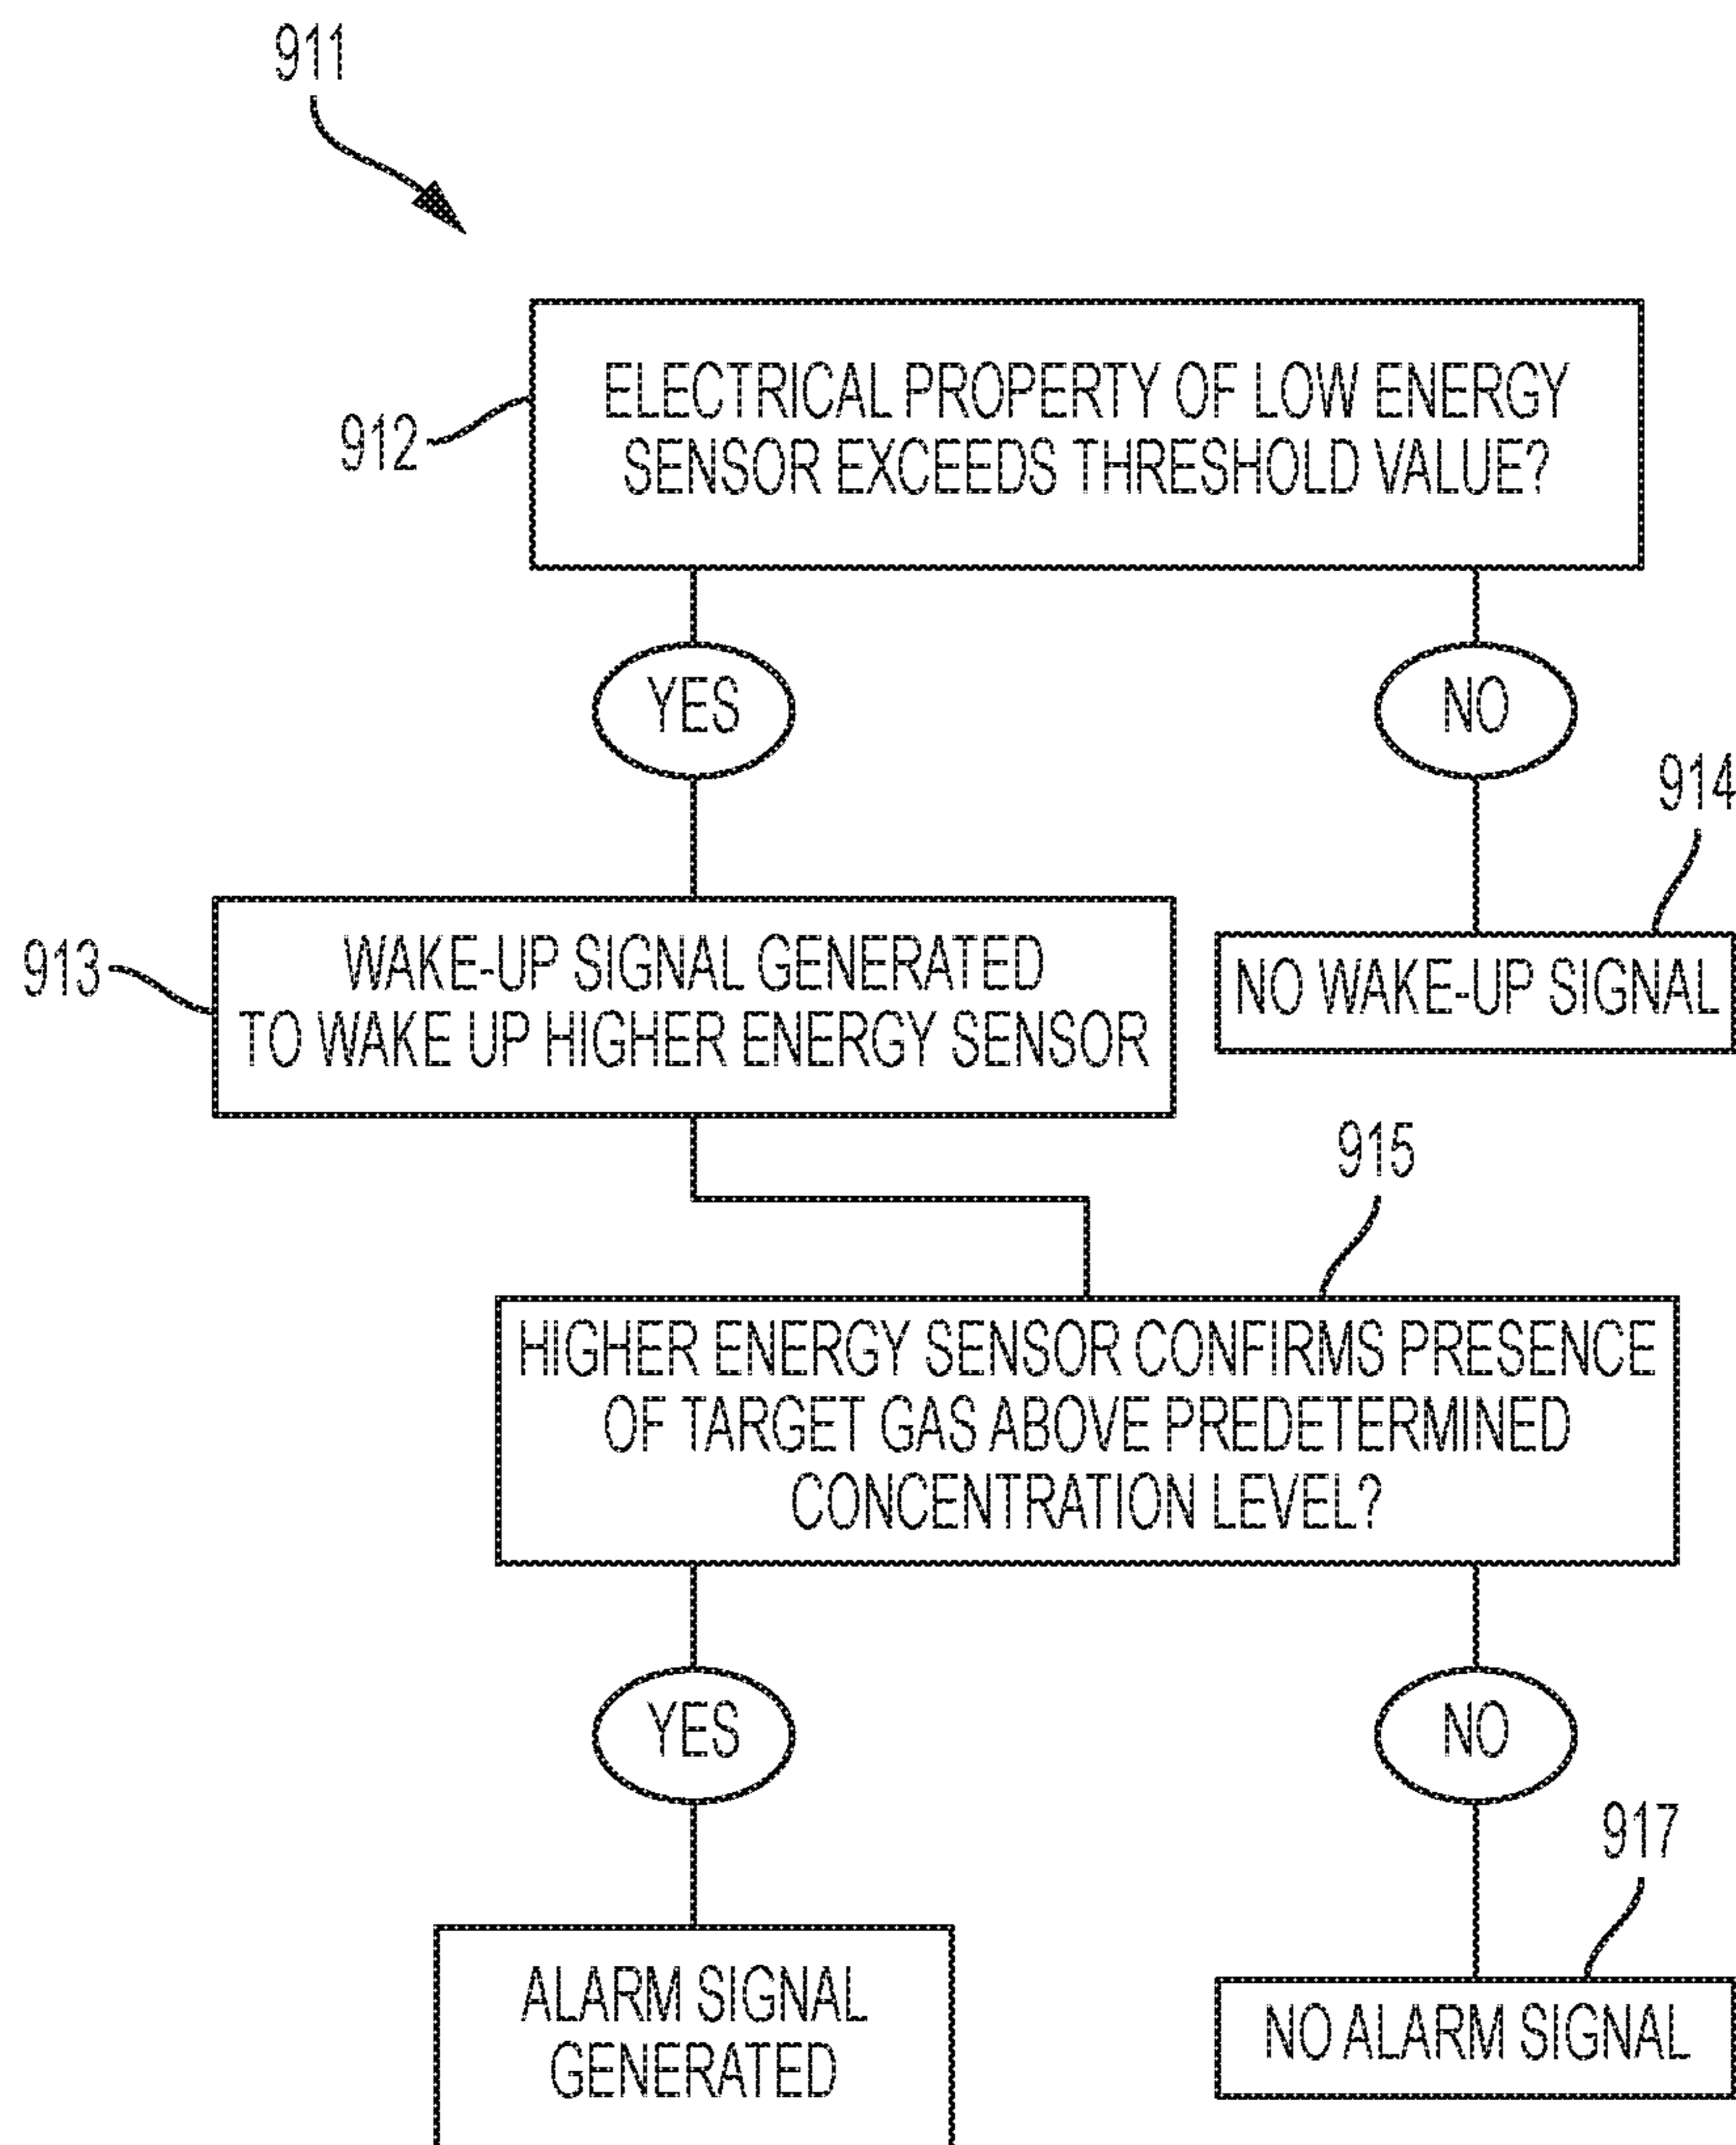 911
912
ELECTRICAL PROPERTY OF LOW ENERGY
SENSOR EXCEEDS THRESHOLD VALUE?
YES
NO
914
913
WAKE-UP SIGNAL GENERATED
TO WAKE UP HIGHER ENERGY SENSOR
NO WAKE-UP SIGNAL
915
HIGHER ENERGY SENSOR CONFIRMS PRESENCE
OF TARGET GAS ABOVE PREDETERMINED
CONCENTRATION LEVEL?
YES
NO
917
ALARM SIGNAL
GENERATED
NO ALARM SIGNAL